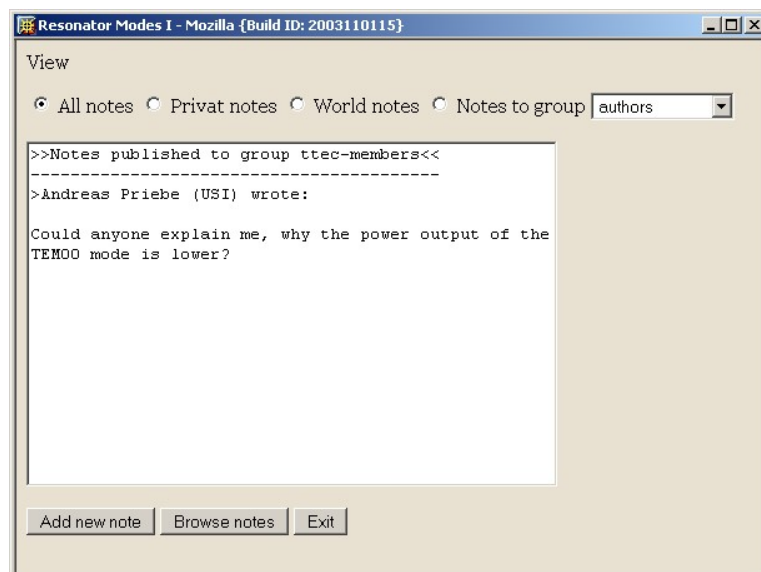 Resonator Modes I - Mozilla {Build ID: 2003110115}
View
All notes Privat notes World notes Notes to group authors
>>Notes published to group ttec-members<<
-----------------------------------------
>Andreas Priebe (USI) wrote:
Could anyone explain me, why the power output of the
TEM00 mode is lower?
Add new note Browse notes Exit